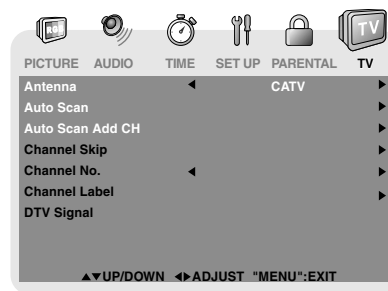 TV
PICTURE AUDIO TIME SET UP PARENTAL TV
Antenna ◀ CATV ▶
Auto Scan ▶
Auto Scan Add CH ▶
Channel Skip ▶
Channel No. ◀ ▶
Channel Label ▶
DTV Signal
▲▼UP/DOWN ◀▶ADJUST "MENU":EXIT